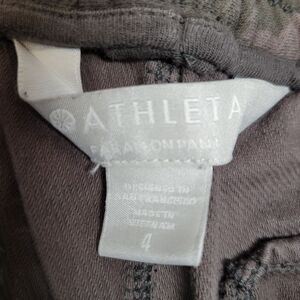 ATHLETA
FARALLON PANT
DESIGNED IN
SAN FRANCISCO
MADE IN
VIETNAM
4